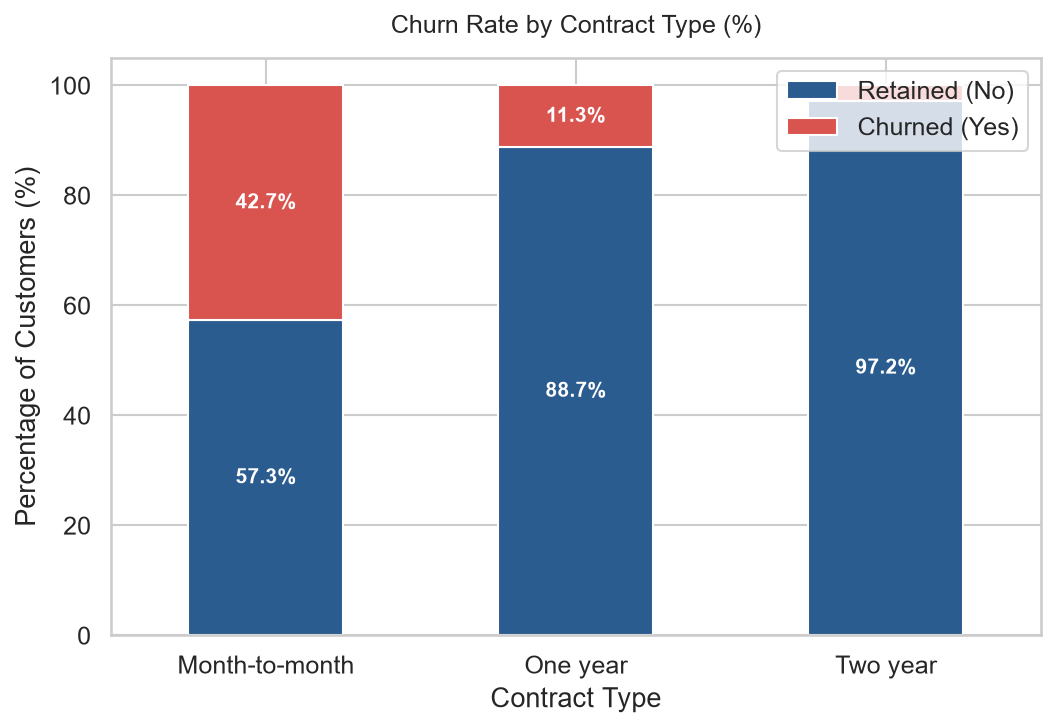 Churn Rate by Contract Type (%)
Retained (No)
Churned (Yes)
Percentage of Customers (%)
100
80
60
40
20
0
42.7%
57.3%
11.3%
88.7%
97.2%
Month-to-month
One year
Two year
Contract Type